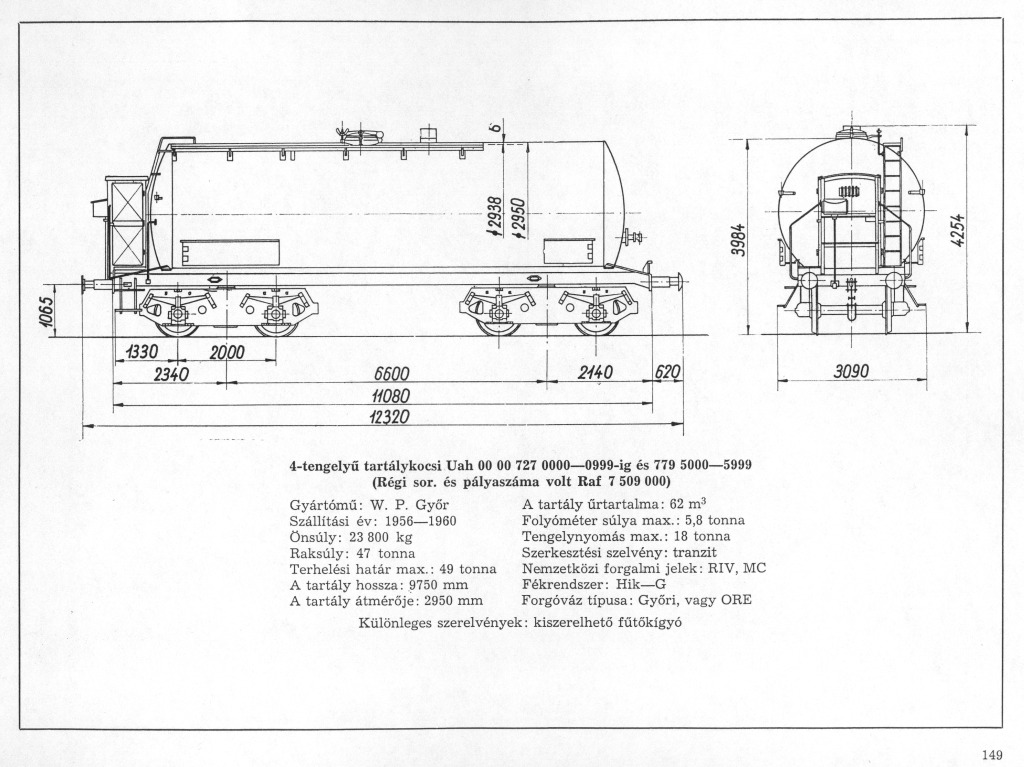 6
ϕ2938
ϕ2950
3984
4254
1065
1330
2000
2340
6600
2140
620
3090
11080
12320
4-tengelyű tartálykocsi Uah 00 00 727 0000—0999-ig és 779 5000—5999
(Régi sor. és pályaszáma volt Raf 7 509 000)
Gyártómű: W. P. Győr
Szállítási év: 1956—1960
Önsúly: 23 800 kg
Raksúly: 47 tonna
Terhelési határ max.: 49 tonna
A tartály hossza: 9750 mm
A tartály átmérője: 2950 mm
A tartály űrtartalma: 62 m³
Folyóméter súlya max.: 5,8 tonna
Tengelynyomás max.: 18 tonna
Szerkesztési szelvény: tranzit
Nemzetközi forgalmi jelek: RIV, MC
Fékrendszer: Hik—G
Forgóváz típusa: Győri, vagy ORE
Különleges szerelvények: kiszerelhető fűtőkígyó
149